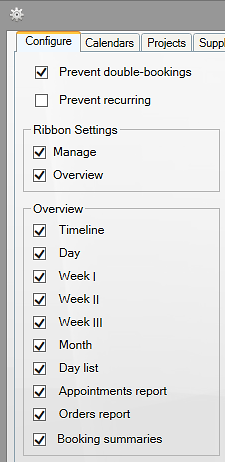 Configure Calendars Projects Suppl
Prevent double-bookings
Prevent recurring
Ribbon Settings
Manage
Overview
Overview
Timeline
Day
Week I
Week II
Week III
Month
Day list
Appointments report
Orders report
Booking summaries